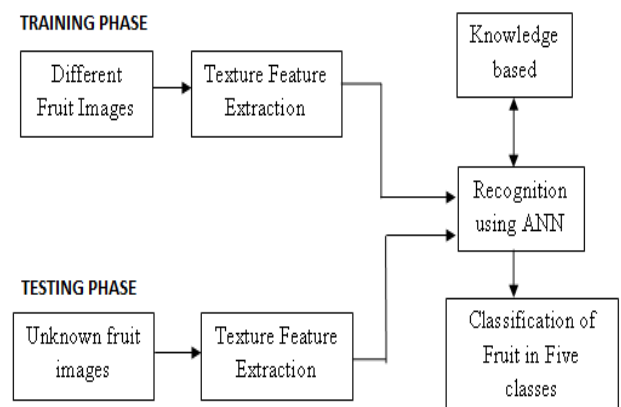 TRAINING PHASE
Different
Fruit Images
Texture Feature
Extraction
Knowledge
based
Recognition
using ANN
TESTING PHASE
Unknown fruit
images
Texture Feature
Extraction
Classification of
Fruit in Five
classes